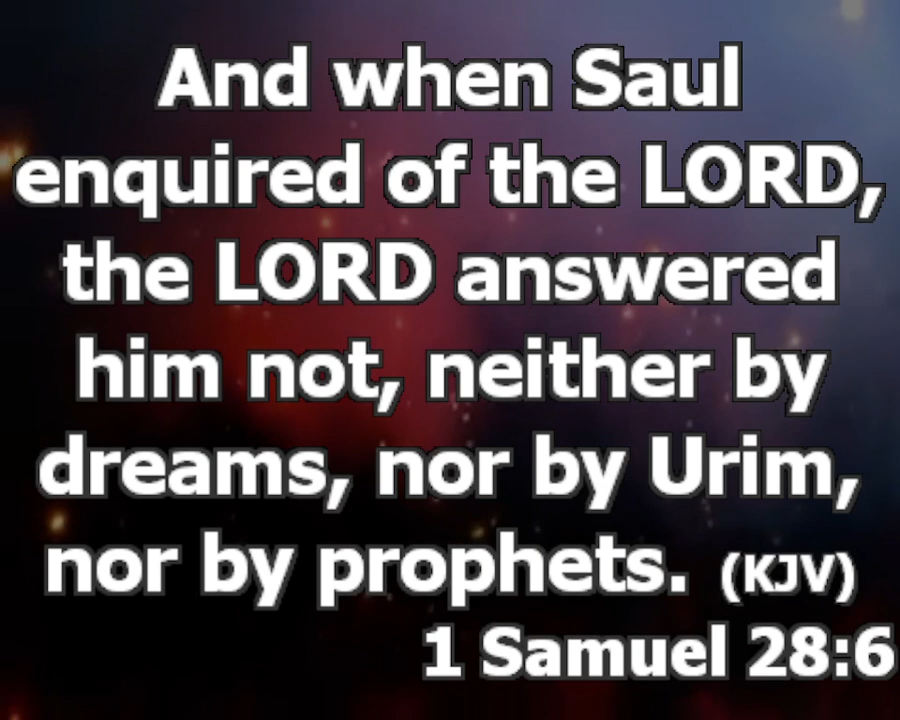 And when Saul
enquired of the LORD,
the LORD answered
him not, neither by
dreams, nor by Urim,
nor by prophets. (KJV)
1 Samuel 28:6